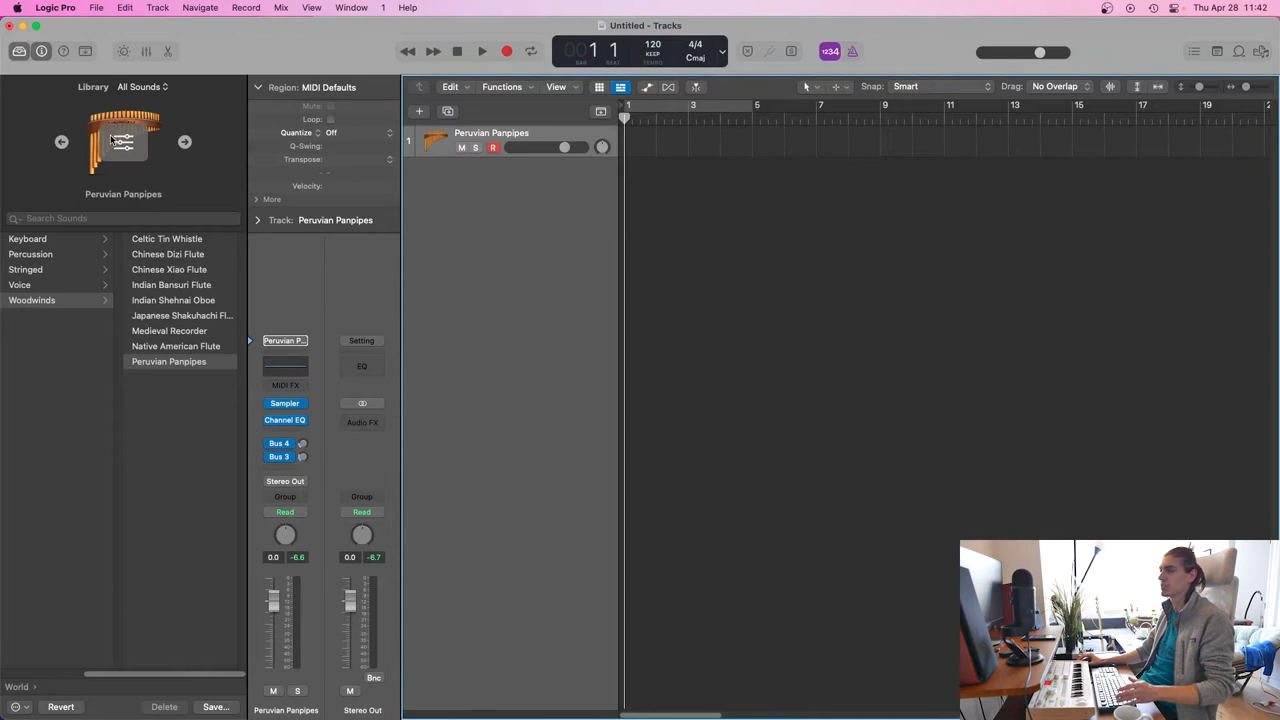 Logic Pro File Edit Track Navigate Record Mix View Window 1 Help Thu Apr 28 11:42
Untitled - Tracks
001 1 120 4/4
BAR BEAT KEEP TEMPO Cmaj
1234
Library All Sounds
Region: MIDI Defaults
Edit Functions View Snap: Smart Drag: No Overlap
Mute:
Loop:
Quantize Off
Q-Swing:
Transpose:
Velocity:
More
Track: Peruvian Panpipes
1 3 5 7 9 11 13 15 17 19
1 Peruvian Panpipes
M S R
Peruvian Panpipes
Search Sounds
Keyboard
Percussion
Stringed
Voice
Woodwinds
Celtic Tin Whistle
Chinese Dizi Flute
Chinese Xiao Flute
Indian Bansuri Flute
Indian Shehnai Oboe
Japanese Shakuhachi Fl...
Medieval Recorder
Native American Flute
Peruvian Panpipes
Peruvian P... Setting
EQ
MIDI FX
Sampler
Channel EQ Audio FX
Bus 4
Bus 3
Stereo Out
Group Group
Read Read
0.0 -6.6 0.0 -6.7
Bnc
M S M
Peruvian Panpipes Stereo Out
World
Revert Delete Save...